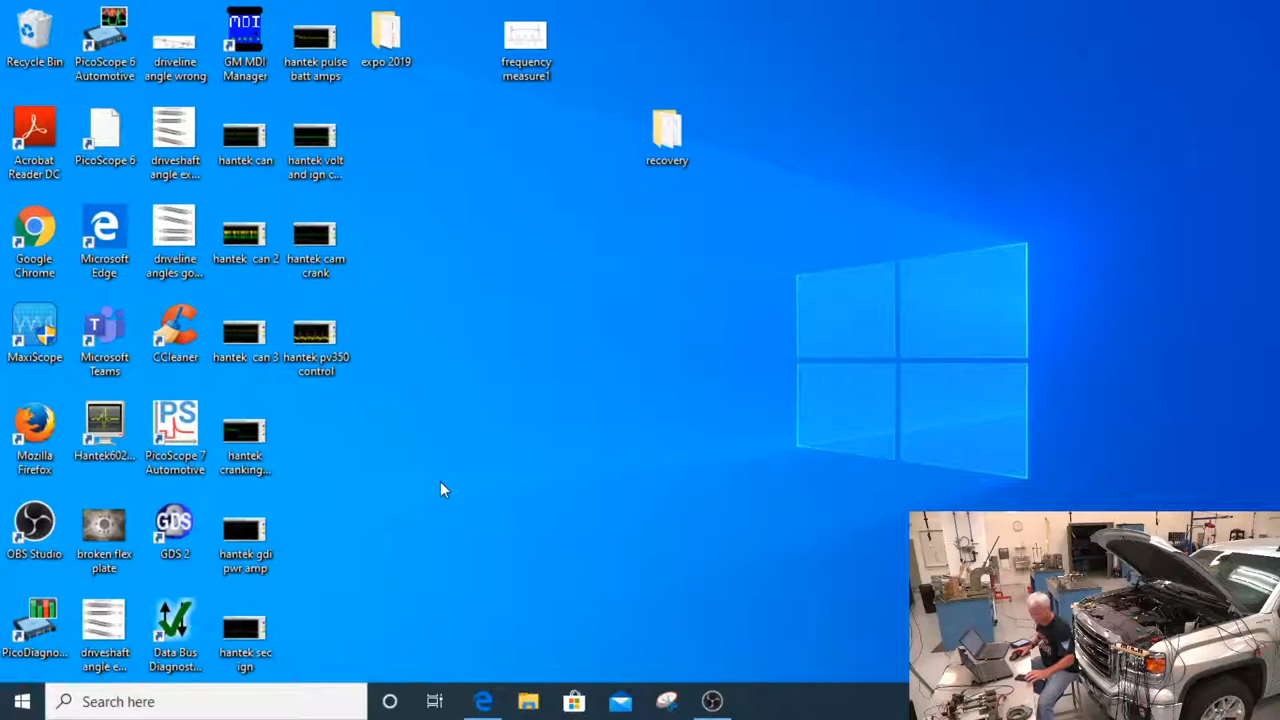 Recycle Bin
PicoScope 6
Automotive
driveline
angle wrong
MDI
GM MDI
Manager
hantek pulse
batt amps
expo 2019
frequency
measure1
Acrobat
Reader DC
PicoScope 6
driveshaft
angle ex...
hantek can
hantek volt
and ign c...
recovery
Google
Chrome
Microsoft
Edge
driveline
angles go...
hantek can 2
hantek cam
crank
MaxiScope
T
Microsoft
Teams
CCleaner
hantek can 3
hantek pv350
control
Mozilla
Firefox
Hantek602...
PS
PicoScope 7
Automotive
hantek
cranking...
OBS Studio
broken flex
plate
GDS
GDS 2
hantek gdi
pwr amp
PicoDiagno...
driveshaft
angle e...
Data Bus
Diagnost...
hantek sec
ign
Search here